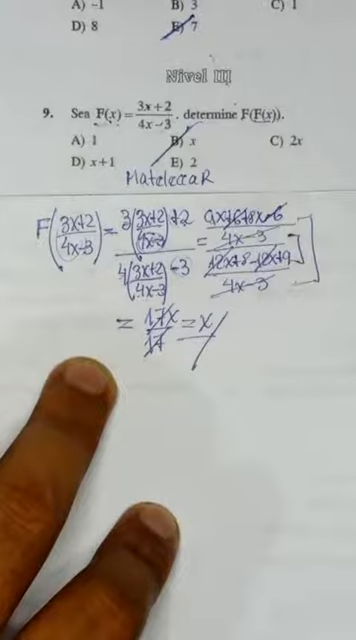 A) -1 B) 3 C) 1
D) 8 E) 7
Nivel III
9. Sea F(x) = (3x+2)/(4x-3), determine F(F(x)).
A) 1 B) x C) 2x
D) x+1 E) 2
MateleccaR
F((3x+2)/(4x-3)) = (3((3x+2)/(4x-3))+2)/(4((3x+2)/(4x-3))-3) = ((9x+6+8x-6)/(4x-3))/((12x+8-12x+9)/(4x-3))
= 17x/17 = x